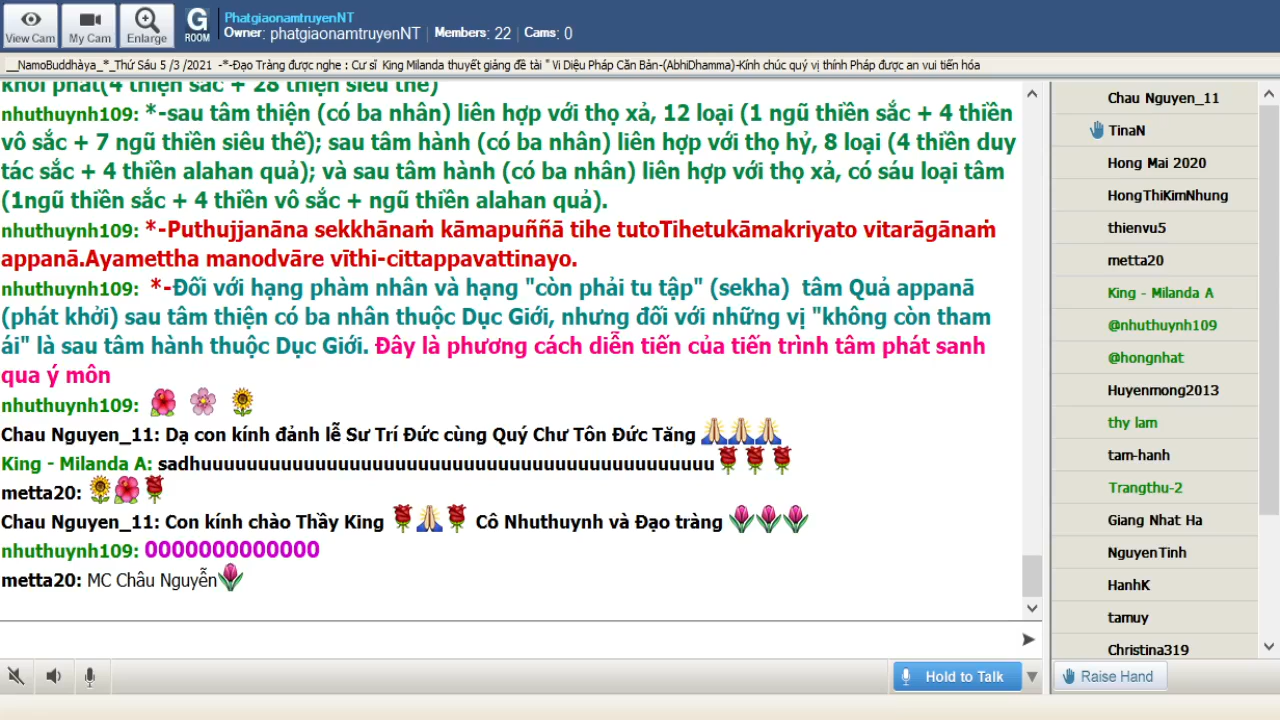 View Cam
My Cam
Enlarge
G
ROOM
PhatgiaonamtruyenNT
Owner: phatgiaonamtruyenNT | Members: 22 | Cams: 0
__NamoBuddhàya_*_Thứ Sáu 5 /3 /2021 -*-Đạo Tràng được nghe : Cư sĩ King Milanda thuyết giảng đề tài " Vi Diệu Pháp Căn Bản-(AbhiDhamma)-Kính chúc quý vị thính Pháp được an vui tiến hóa
khởi phát(4 thiện sắc + 28 thiện siêu thế)
nhuthuynh109: *-sau tâm thiện (có ba nhân) liên hợp với thọ xả, 12 loại (1 ngũ thiền sắc + 4 thiền
vô sắc + 7 ngũ thiền siêu thế); sau tâm hành (có ba nhân) liên hợp với thọ hỷ, 8 loại (4 thiền duy
tác sắc + 4 thiền alahan quả); và sau tâm hành (có ba nhân) liên hợp với thọ xả, có sáu loại tâm
(1ngũ thiền sắc + 4 thiền vô sắc + ngũ thiền alahan quả).
nhuthuynh109: *-Puthujjanāna sekkhānaṁ kāmapuññā tihe tutoTihetukāmakriyato vitarāgānaṁ
appanā.Ayamettha manodvāre vīthi-cittappavattinayo.
nhuthuynh109: *-Đối với hạng phàm nhân và hạng "còn phải tu tập" (sekha) tâm Quả appanā
(phát khởi) sau tâm thiện có ba nhân thuộc Dục Giới, nhưng đối với những vị "không còn tham
ái" là sau tâm hành thuộc Dục Giới. Đây là phương cách diễn tiến của tiến trình tâm phát sanh
qua ý môn
nhuthuynh109:
Chau Nguyen_11: Dạ con kính đảnh lễ Sư Trí Đức cùng Quý Chư Tôn Đức Tăng
King - Milanda A: sadhuuuuuuuuuuuuuuuuuuuuuuuuuuuuuuuuuuuuuuuuuuuuu
metta20:
Chau Nguyen_11: Con kính chào Thầy King Cô Nhuthuynh và Đạo tràng
nhuthuynh109: 0000000000000
metta20: MC Châu Nguyễn
Hold to Talk
Chau Nguyen_11
TinaN
Hong Mai 2020
HongThiKimNhung
thienvu5
metta20
King - Milanda A
@nhuthuynh109
@hongnhat
Huyenmong2013
thy lam
tam-hanh
Trangthu-2
Giang Nhat Ha
NguyenTinh
HanhK
tamuy
Christina319
Raise Hand